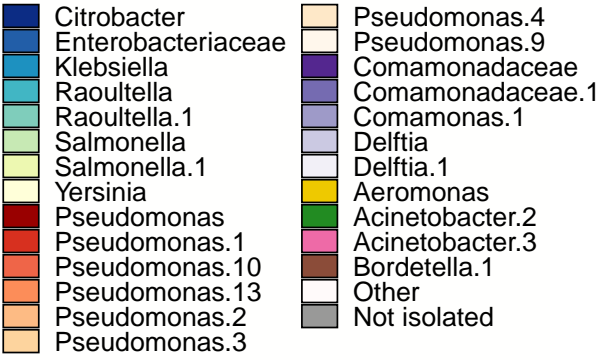 Citrobacter
Enterobacteriaceae
Klebsiella
Raoultella
Raoultella.1
Salmonella
Salmonella.1
Yersinia
Pseudomonas
Pseudomonas.1
Pseudomonas.10
Pseudomonas.13
Pseudomonas.2
Pseudomonas.3
Pseudomonas.4
Pseudomonas.9
Comamonadaceae
Comamonadaceae.1
Comamonas.1
Delftia
Delftia.1
Aeromonas
Acinetobacter.2
Acinetobacter.3
Bordetella.1
Other
Not isolated